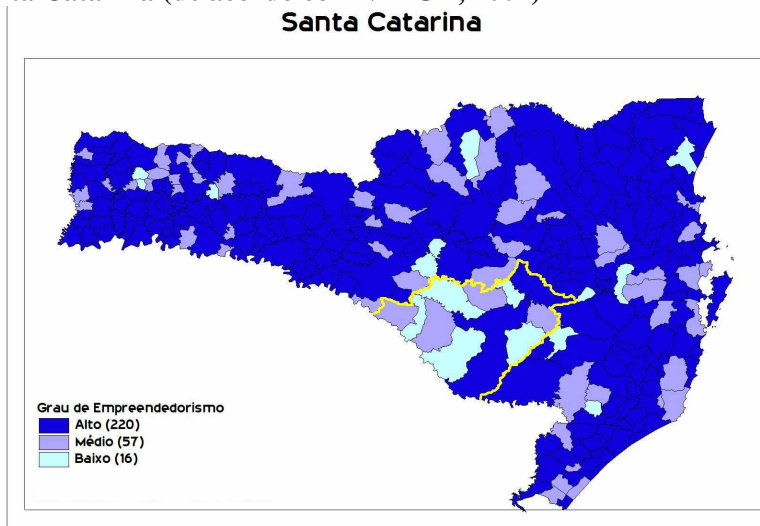 Santa Catarina
Grau de Empreendedorismo
Alto (220)
Médio (57)
Baixo (16)